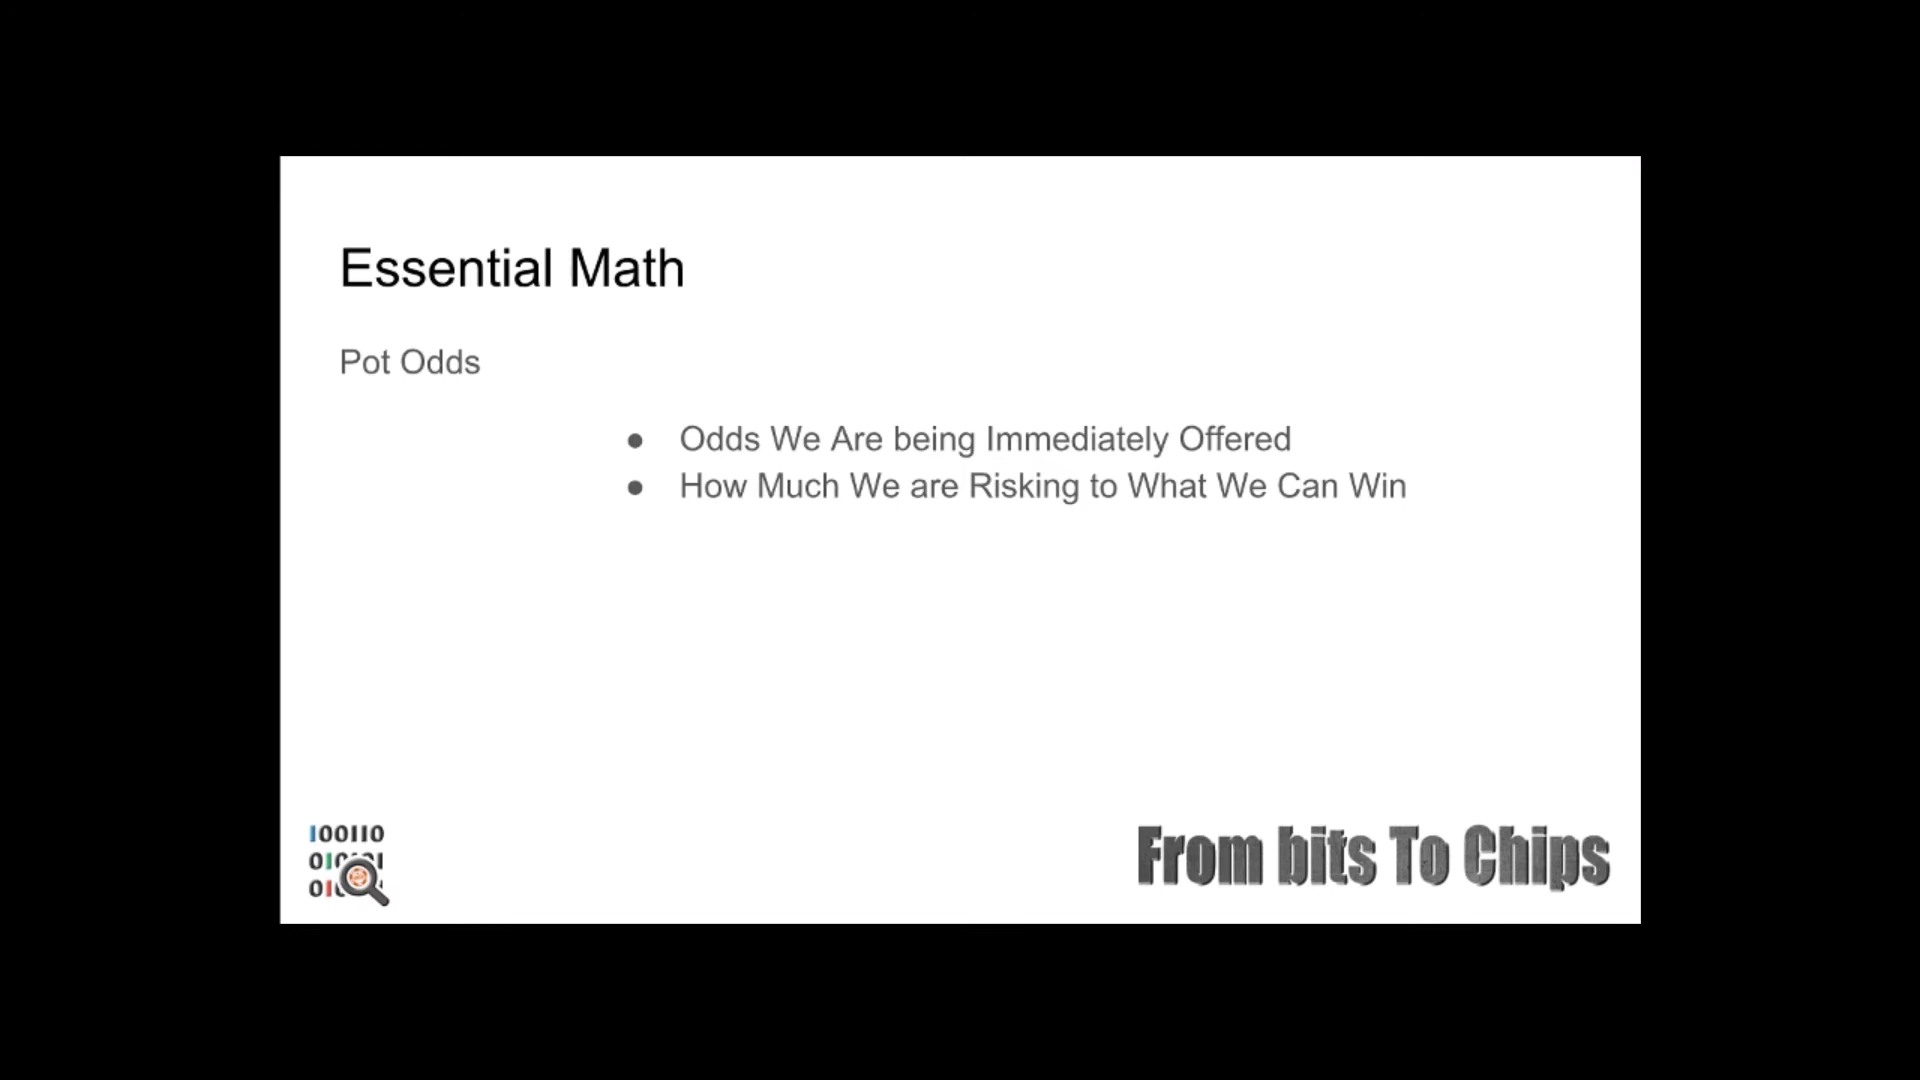 Essential Math
Pot Odds
● Odds We Are being Immediately Offered
● How Much We are Risking to What We Can Win
100110
From bits To Chips